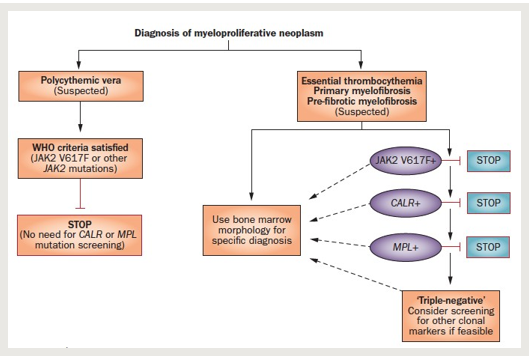 Diagnosis of myeloproliferative neoplasm
Polycythemic vera
(Suspected)
Essential thrombocythemia
Primary myelofibrosis
Pre-fibrotic myelofibrosis
(Suspected)
WHO criteria satisfied
(JAK2 V617F or other
JAK2 mutations)
STOP
(No need for CALR or MPL
mutation screening)
Use bone marrow
morphology for
specific diagnosis
JAK2 V617F+
STOP
CALR+
STOP
MPL+
STOP
'Triple-negative'
Consider screening
for other clonal
markers if feasible